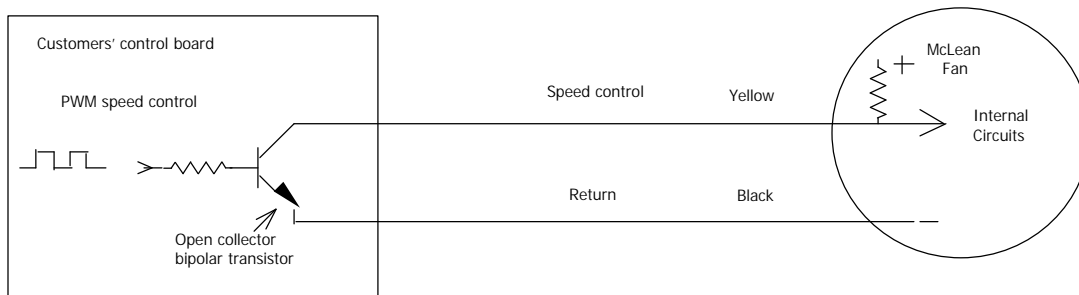 Customers' control board
McLean
Fan
PWM speed control
Speed control
Yellow
Internal
Circuits
Return
Black
Open collector
bipolar transistor